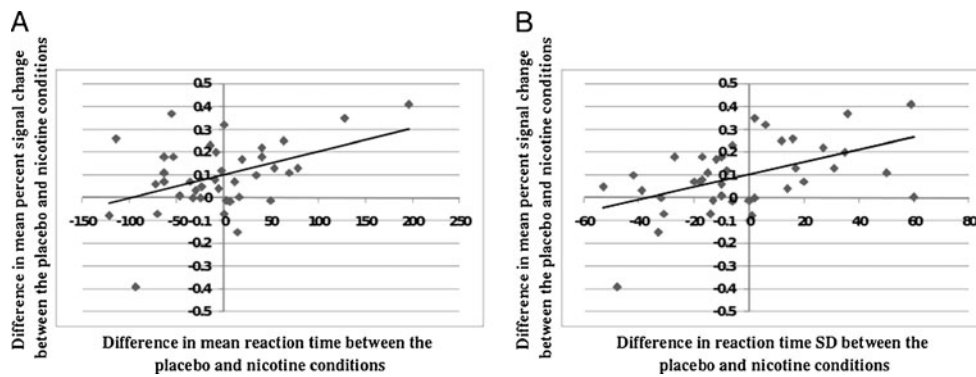 A
Difference in mean percent signal change
between the placebo and nicotine conditions
0.5
0.4
0.3
0.2
0.1
0.0
-150 -100 -50 0 50 100 150 200 250
-0.1
-0.2
-0.3
-0.4
-0.5
Difference in mean reaction time between the
placebo and nicotine conditions
B
Difference in mean percent signal change
between the placebo and nicotine conditions
0.5
0.4
0.3
0.2
0.1
0.0
-60 -40 -20 0 20 40 60 80
-0.1
-0.2
-0.3
-0.4
-0.5
Difference in reaction time SD between the
placebo and nicotine conditions